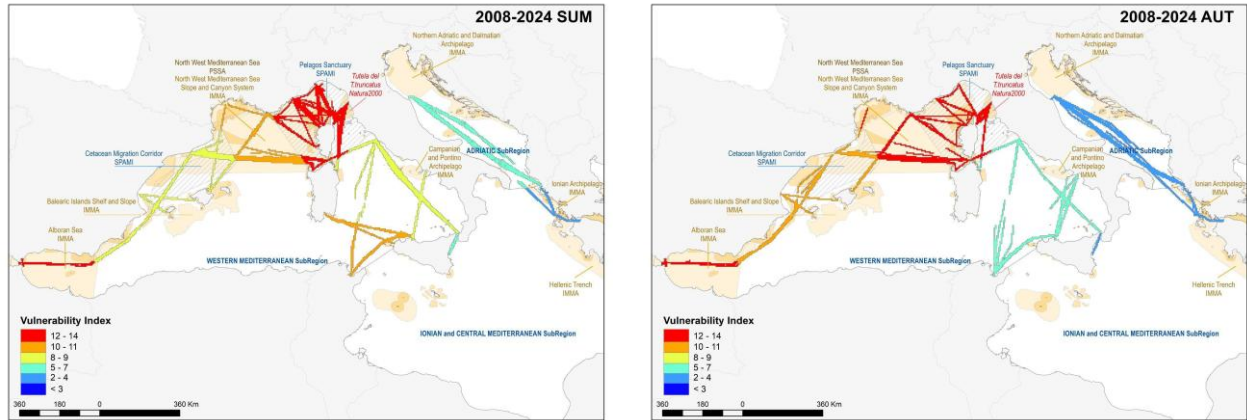 2008-2024 SUM
Northern Adriatic and Dalmatian
Archipelago
IMMA
North West Mediterranean Sea
PSSA
North West Mediterranean Sea
Slope and Canyon System
IMMA
Pelagos Sanctuary
SPAMI
Tutela del
T.truncatus
Natura2000
Cetacean Migration Corridor
SPAMI
Campanian
and Pontino
Archipelago
IMMA
ADRIATIC SubRegion
Ionian Archipelago
IMMA
Balearic Islands Shelf and Slope
IMMA
Alboran Sea
IMMA
WESTERN MEDITERRANEAN SubRegion
Hellenic Trench
IMMA
IONIAN and CENTRAL MEDITERRANEAN SubRegion
Vulnerability Index
12 - 14
10 - 11
8 - 9
5 - 7
2 - 4
< 3
360 180 0 360 Km
2008-2024 AUT
Northern Adriatic and Dalmatian
Archipelago
IMMA
North West Mediterranean Sea
PSSA
North West Mediterranean Sea
Slope and Canyon System
IMMA
Pelagos Sanctuary
SPAMI
Tutela del
T.truncatus
Natura2000
Cetacean Migration Corridor
SPAMI
Campanian
and Pontino
Archipelago
IMMA
ADRIATIC SubRegion
Ionian Archipelago
IMMA
Balearic Islands Shelf and Slope
IMMA
Alboran Sea
IMMA
WESTERN MEDITERRANEAN SubRegion
Hellenic Trench
IMMA
IONIAN and CENTRAL MEDITERRANEAN SubRegion
Vulnerability Index
12 - 14
10 - 11
8 - 9
5 - 7
2 - 4
< 3
360 180 0 360 Km